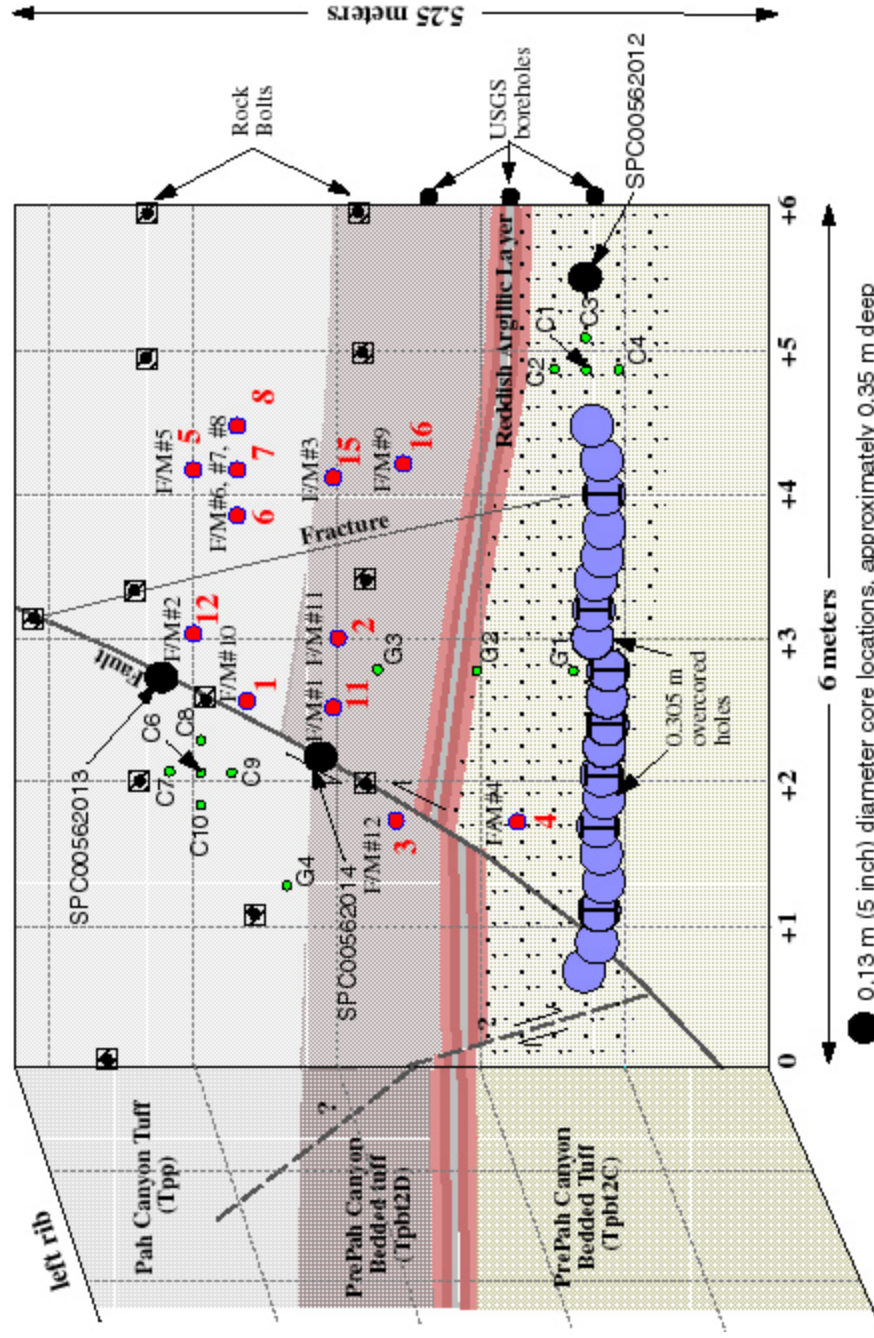 left rib
Pah Canyon Tuff
(Tpp)
PrePah Canyon
Bedded tuff
(Tpbt2D)
PrePah Canyon
Bedded Tuff
(Tpbt2C)
?
?
Fault
Fracture
Reddish Argillic Layer
Rock
Bolts
USGS
boreholes
5.25 meters
SPC00562013
SPC00562014
SPC00562012
C7
C6
C8
C10
C9
G4
F/M#2
12
F/M#10
1
F/M#5
5
F/M#6, #7, #8
6
7
8
F/M#1
11
F/M#11
2
F/M#3
15
F/M#9
16
F/M#12
3
F/M#4
4
G3
G2
G1
G2
C1
C3
C4
0.305 m
overcored
holes
0
+1
+2
+3
+4
+5
+6
6 meters
0.13 m (5 inch) diameter core locations, approximately 0.35 m deep